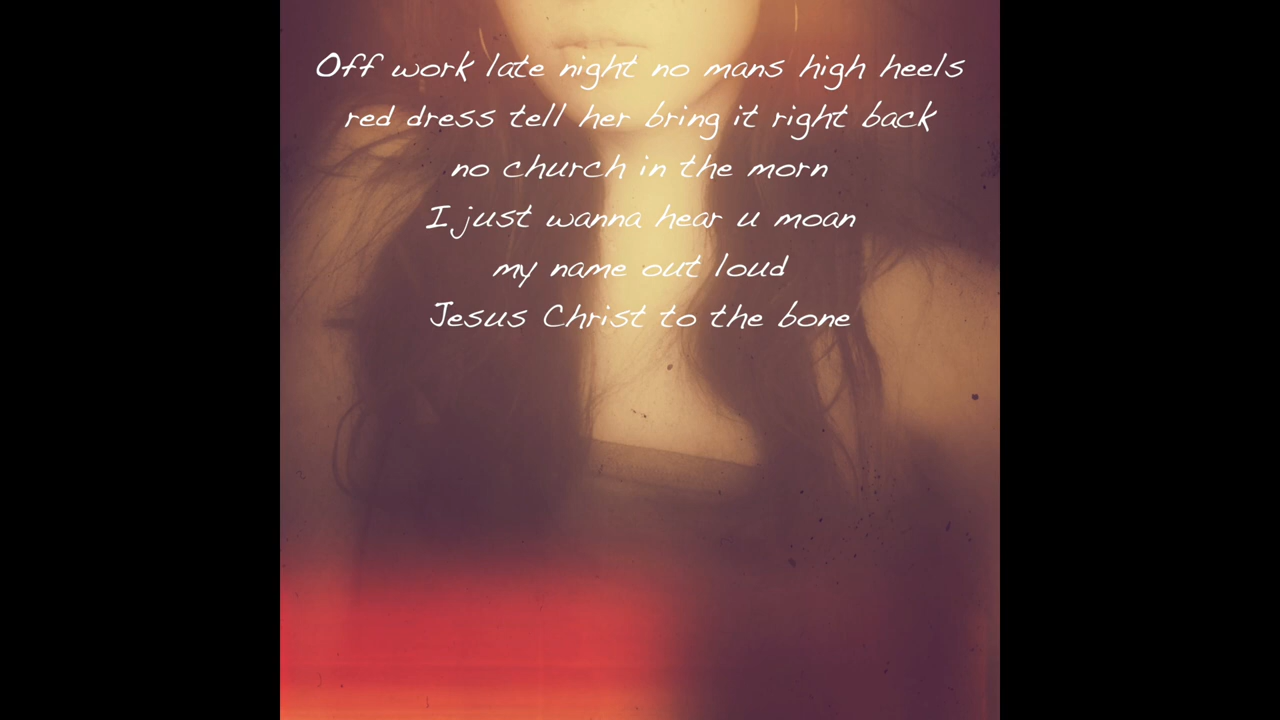 Off work late night no mans high heels
red dress tell her bring it right back
no church in the morn
I just wanna hear u moan
my name out loud
Jesus Christ to the bone